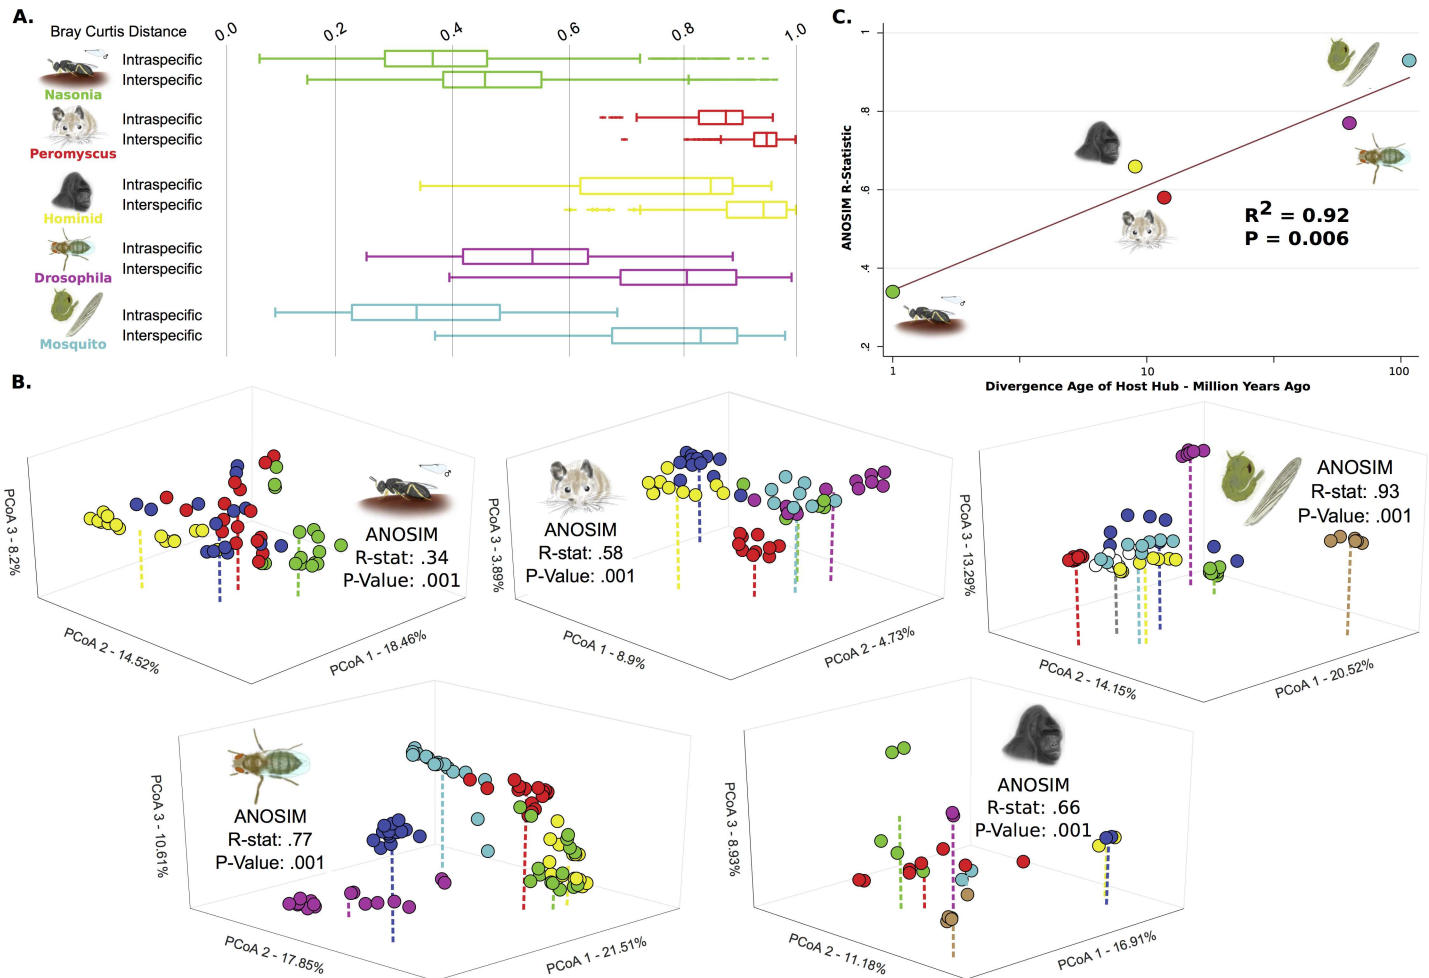 A.
Bray Curtis Distance
0.0
0.2
0.4
0.6
0.8
1.0
Intraspecific
Interspecific
Nasonia
Intraspecific
Interspecific
Peromyscus
Intraspecific
Interspecific
Hominid
Intraspecific
Interspecific
Drosophila
Intraspecific
Interspecific
Mosquito
C.
ANOSIM R-Statistic
1
.8
.6
.4
.2
R2 = 0.92
P = 0.006
1
10
100
Divergence Age of Host Hub - Million Years Ago
B.
PCoA 3 - 8.2%
PCoA 2 - 14.52%
PCoA 1 - 18.46%
ANOSIM
R-stat: .34
P-Value: .001
PCoA 3 - 3.89%
PCoA 1 - 8.9%
PCoA 2 - 4.73%
ANOSIM
R-stat: .58
P-Value: .001
PCoA 3 - 13.29%
PCoA 2 - 14.15%
PCoA 1 - 20.52%
ANOSIM
R-stat: .93
P-Value: .001
PCoA 3 - 10.61%
PCoA 2 - 17.85%
PCoA 1 - 21.51%
ANOSIM
R-stat: .77
P-Value: .001
PCoA 3 - 8.93%
PCoA 2 - 11.18%
PCoA 1 - 16.91%
ANOSIM
R-stat: .66
P-Value: .001